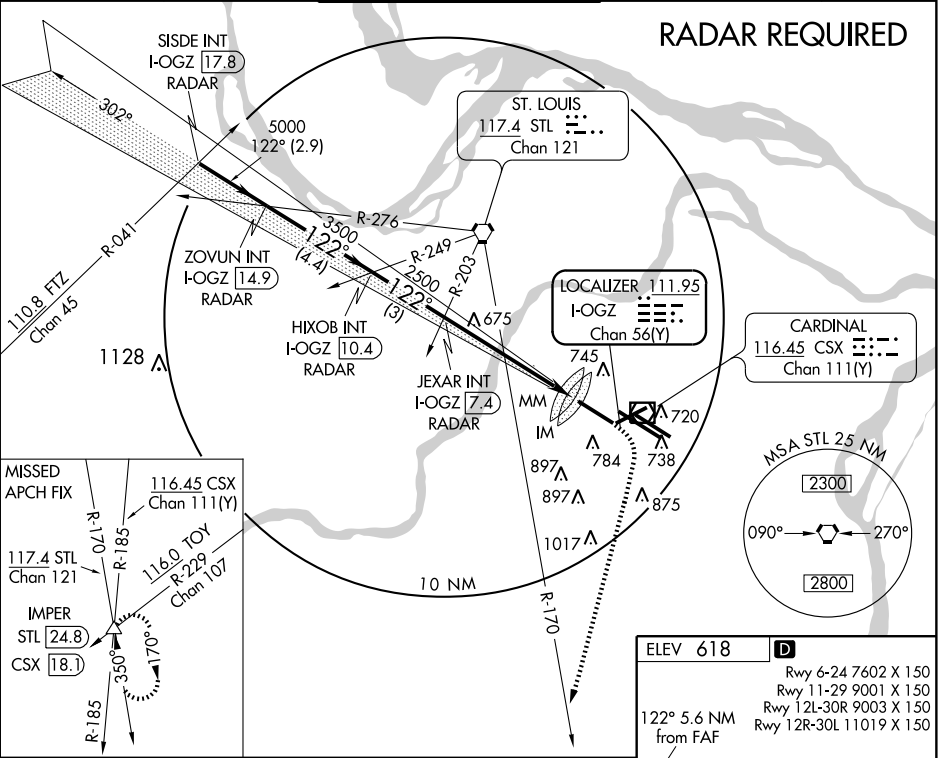 RADAR REQUIRED
SISDE INT
I-OGZ 17.8
RADAR
302°
5000
122° (2.9)
ST. LOUIS
117.4 STL
Chan 121
R-276
R-249
R-203
R-041
110.8 FTZ
Chan 45
ZOVUN INT
I-OGZ 14.9
RADAR
3500
122°
(4.4)
2500
122°
(3)
HIXOB INT
I-OGZ 10.4
RADAR
JEXAR INT
I-OGZ 7.4
RADAR
LOCALIZER 111.95
I-OGZ
Chan 56(Y)
CARDINAL
116.45 CSX
Chan 111(Y)
1128
675
745
MM
IM
720
784
738
897
897
875
1017
10 NM
R-170
MSA STL 25 NM
2300
090°
270°
2800
MISSED
APCH FIX
116.45 CSX
Chan 111(Y)
R-170
R-185
117.4 STL
Chan 121
116.0 TOY
R-229
Chan 107
IMPER
STL 24.8
CSX 18.1
350°
170°
R-185
ELEV 618
D
Rwy 6-24 7602 X 150
Rwy 11-29 9001 X 150
Rwy 12L-30R 9003 X 150
Rwy 12R-30L 11019 X 150
122° 5.6 NM
from FAF